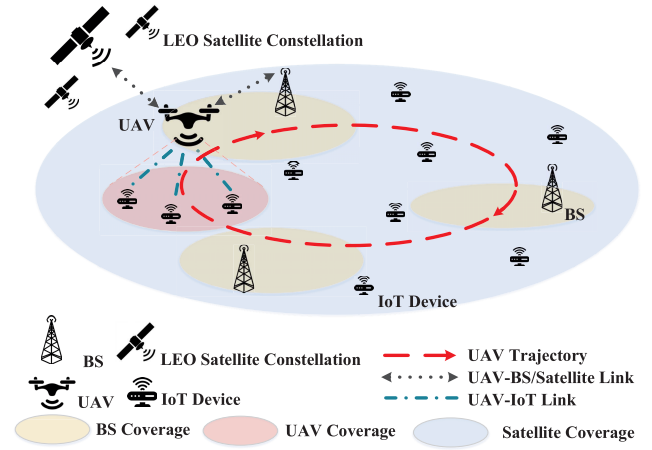 LEO Satellite Constellation
UAV
BS
IoT Device
BS
LEO Satellite Constellation
UAV
IoT Device
UAV Trajectory
UAV-BS/Satellite Link
UAV-IoT Link
BS Coverage
UAV Coverage
Satellite Coverage